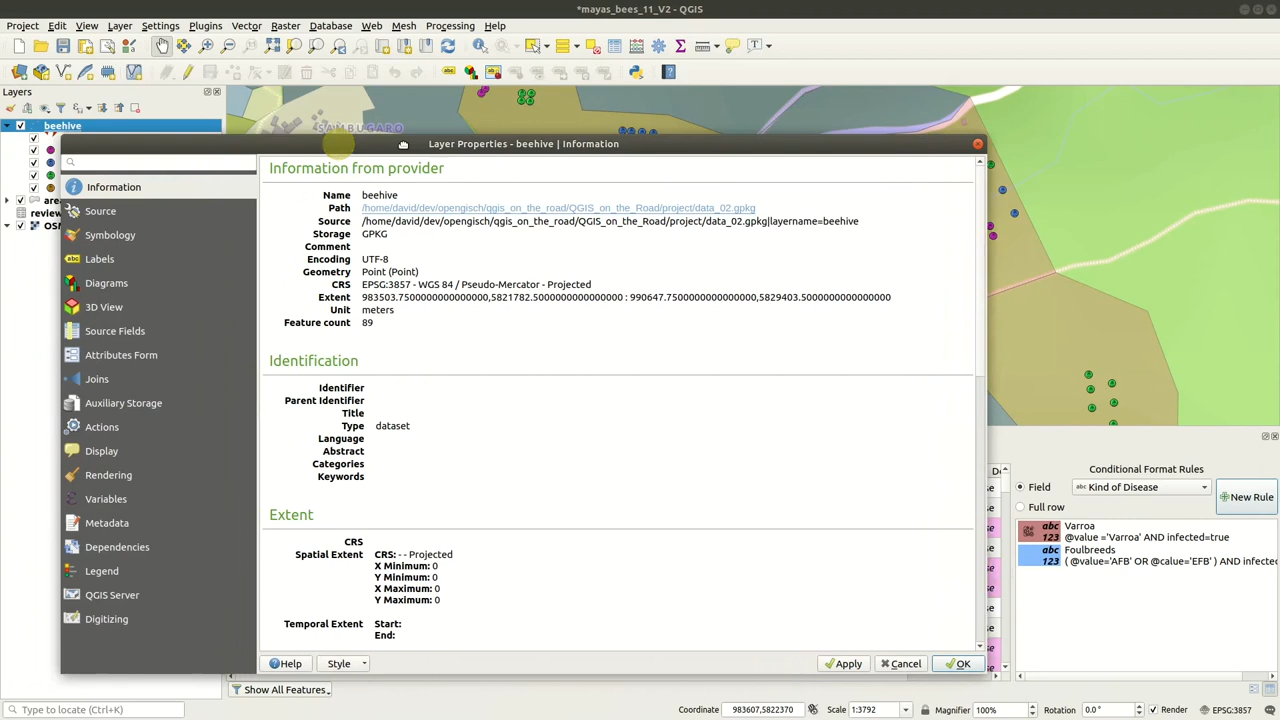 *mayas_bees_11_V2 - QGIS
Project Edit View Layer Settings Plugins Vector Raster Database Web Mesh Processing Help
Layers
beehive
SAMBUGARO
Layer Properties - beehive | Information
Information from provider
Information
Name beehive
Path /home/david/dev/opengisch/qgis_on_the_road/QGIS_on_the_Road/project/data_02.gpkg
Source
Source /home/david/dev/opengisch/qgis_on_the_road/QGIS_on_the_Road/project/data_02.gpkg|layername=beehive
Storage GPKG
Symbology
Comment
Labels
Encoding UTF-8
Geometry Point (Point)
Diagrams
CRS EPSG:3857 - WGS 84 / Pseudo-Mercator - Projected
Extent 983503.7500000000000000,5821782.5000000000000000 : 990647.7500000000000000,5829403.5000000000000000
3D View
Unit meters
Feature count 89
Source Fields
Attributes Form
Identification
Joins
Identifier
Parent Identifier
Auxiliary Storage
Title
Type dataset
Actions
Language
Abstract
Display
Categories
Rendering
Keywords
Variables
Extent
Metadata
CRS
Dependencies
Spatial Extent CRS: - - Projected
X Minimum: 0
Legend
Y Minimum: 0
X Maximum: 0
QGIS Server
Y Maximum: 0
Digitizing
Temporal Extent Start:
End:
Help Style Apply Cancel OK
area
review
OSM
Conditional Format Rules
Field abc Kind of Disease
Full row
New Rule
abc Varroa
123 @value ='Varroa' AND infected=true
abc Foulbreeds
123 ( @value='AFB' OR @calue='EFB' ) AND infected
Show All Features
Type to locate (Ctrl+K) Coordinate 983607,5822370 Scale 1:3792 Magnifier 100% Rotation 0.0 ° Render EPSG:3857